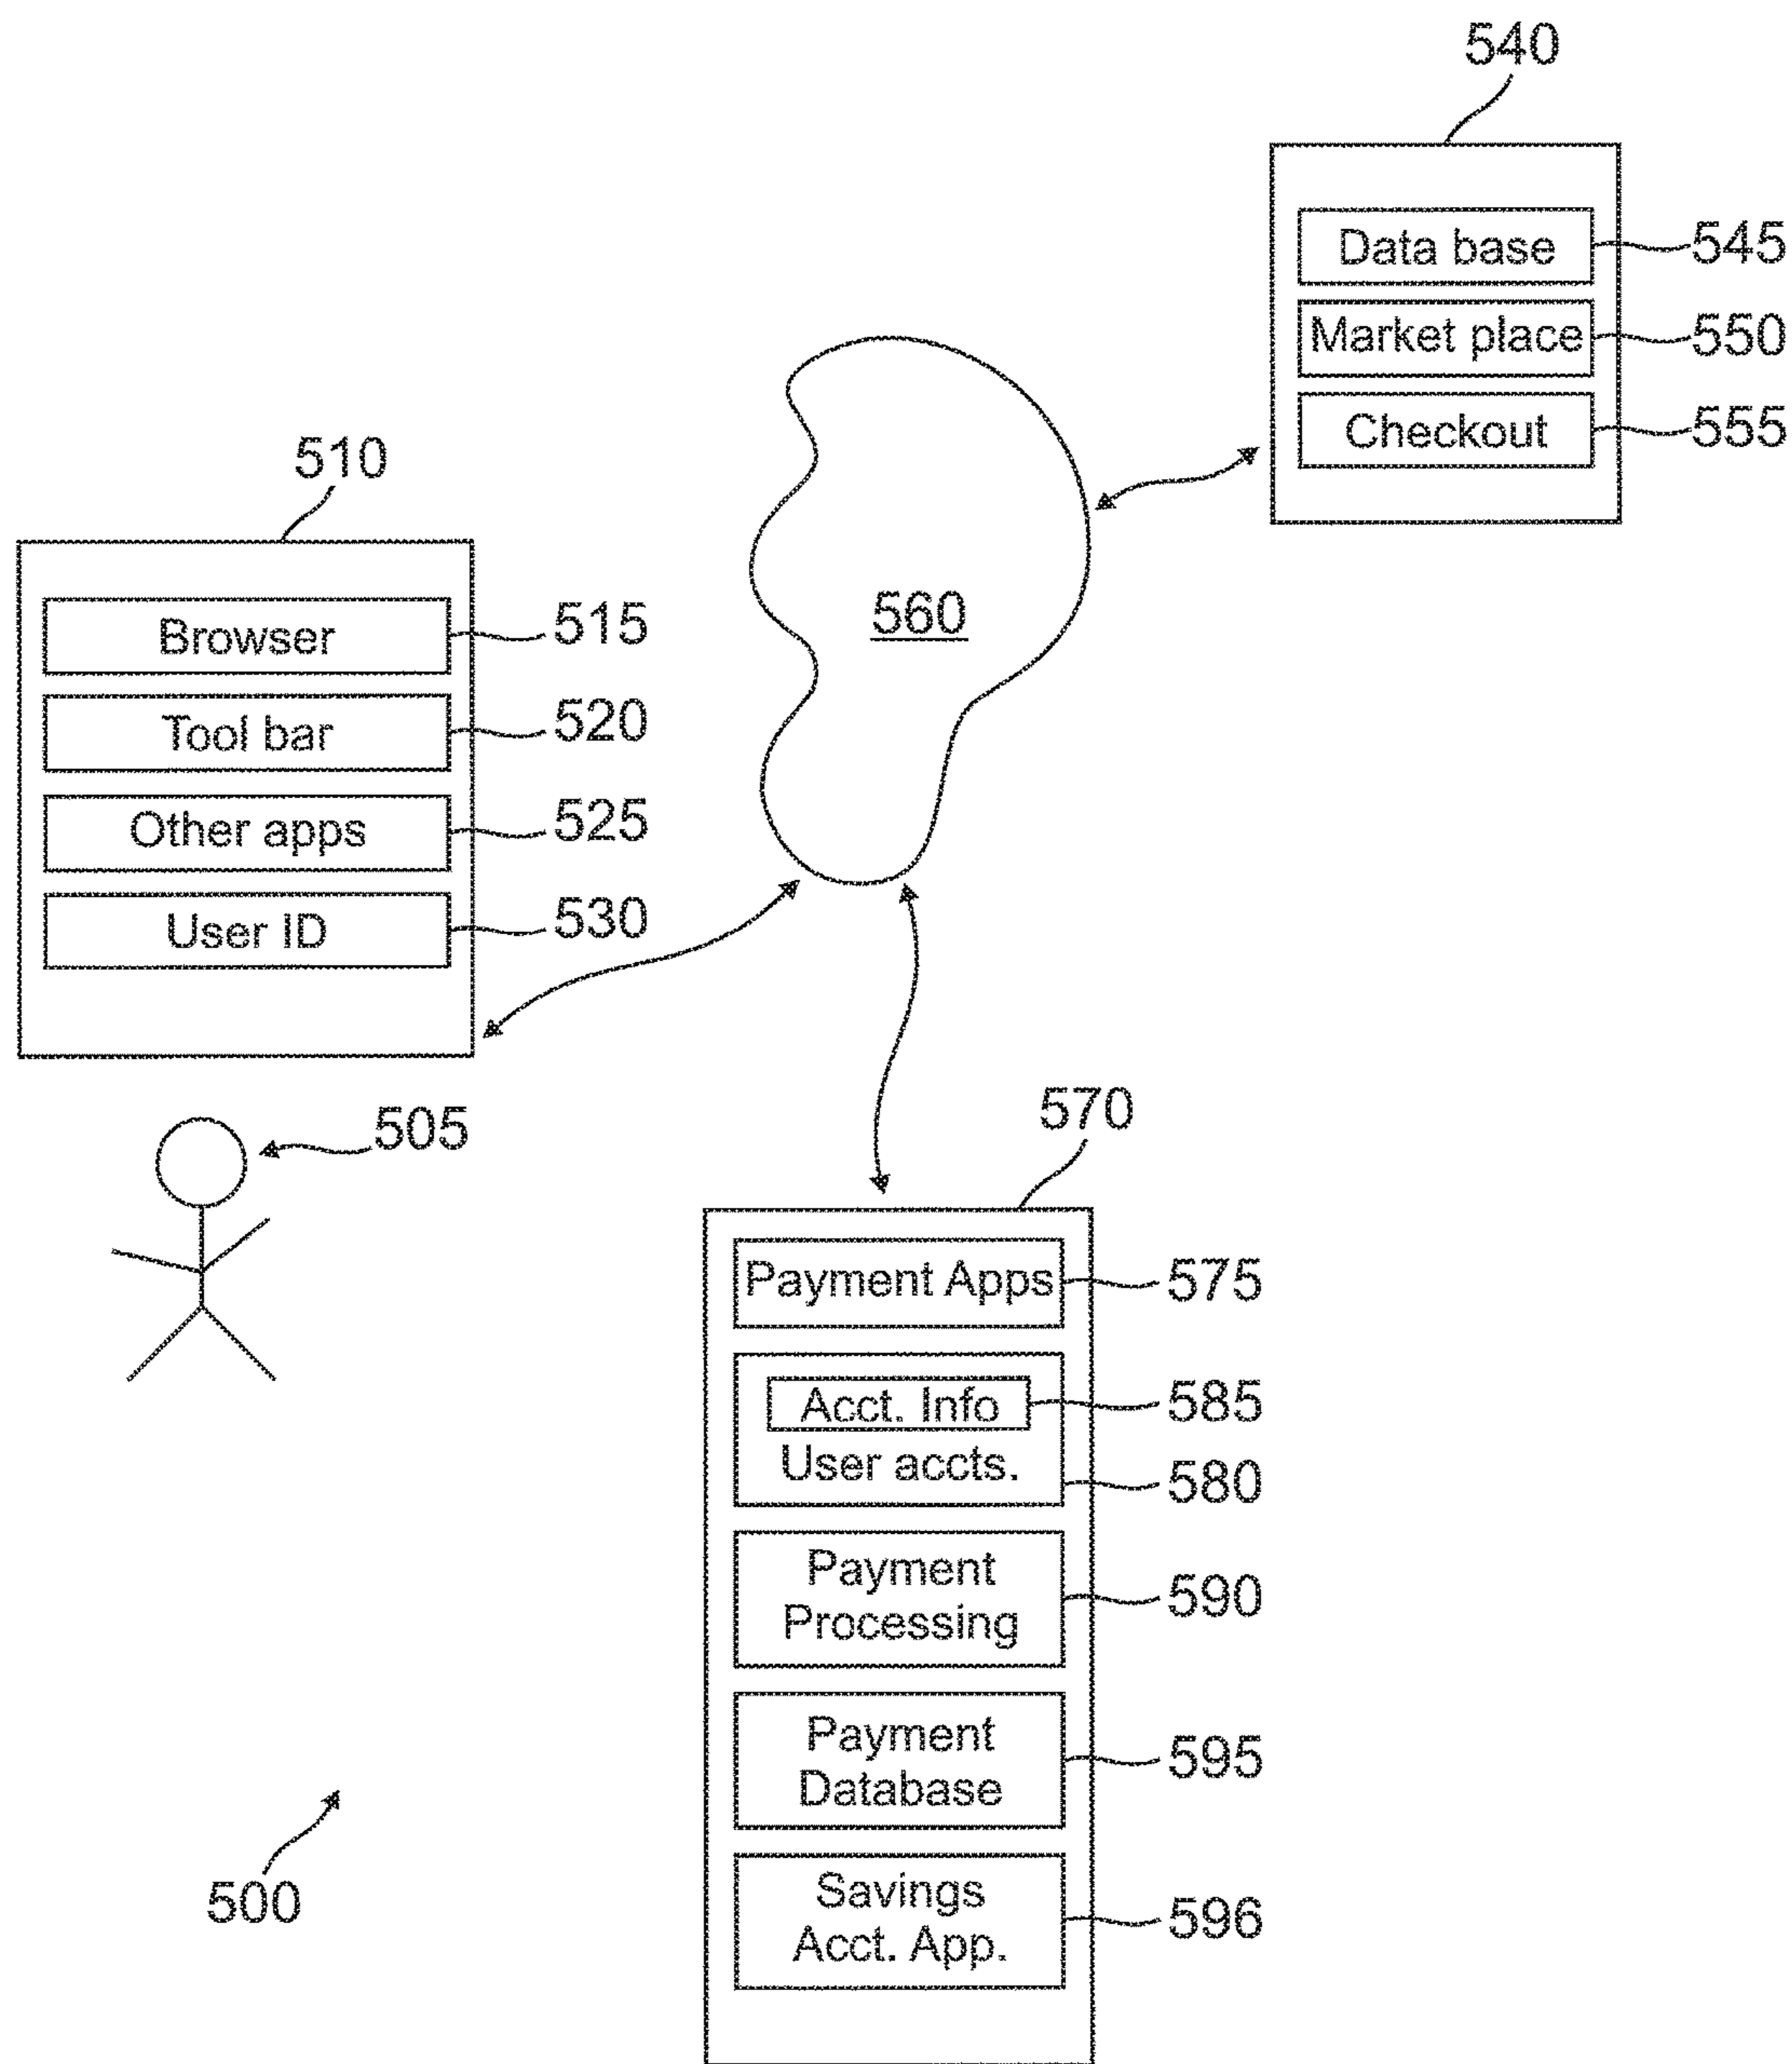 540
Data base
545
Market place
550
Checkout
555
510
Browser
515
Tool bar
520
Other apps
525
User ID
530
560
505
570
Payment Apps
575
Acct. Info
585
User accts.
580
Payment
Processing
590
Payment
Database
595
Savings
Acct. App.
596
500